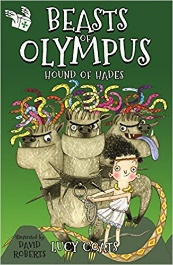 BEASTS
OF
OLYMPUS
HOUND OF HADES
illustrated by
DAVID
ROBERTS
LUCY COATS